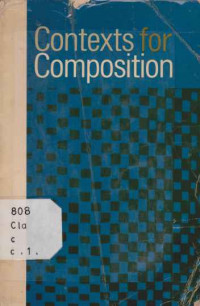 Contexts for
Composition
808
Cla
c
c.1.